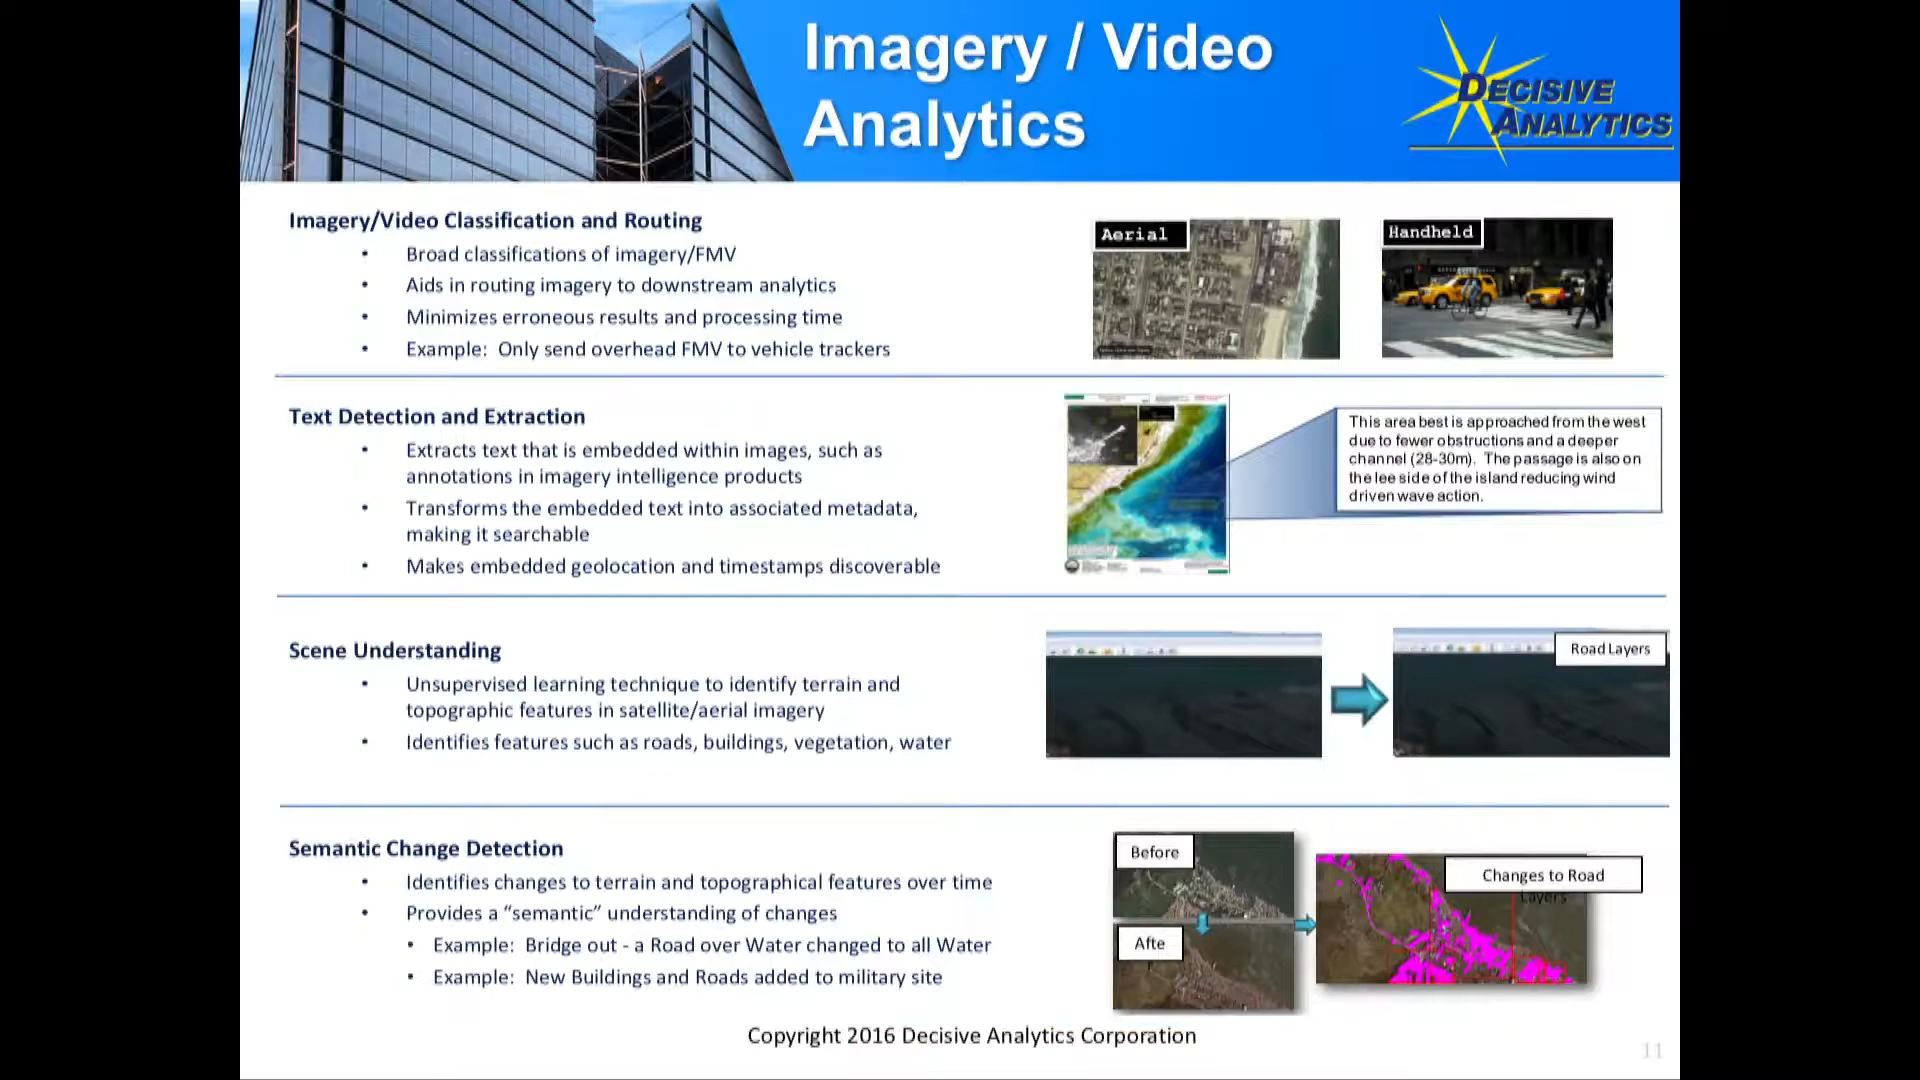 Imagery / Video
Analytics
DECISIVE
ANALYTICS
Imagery/Video Classification and Routing
• Broad classifications of imagery/FMV
• Aids in routing imagery to downstream analytics
• Minimizes erroneous results and processing time
• Example: Only send overhead FMV to vehicle trackers
Aerial
Handheld
Text Detection and Extraction
• Extracts text that is embedded within images, such as
annotations in imagery intelligence products
• Transforms the embedded text into associated metadata,
making it searchable
• Makes embedded geolocation and timestamps discoverable
This area best is approached from the west
due to fewer obstructions and a deeper
channel (28-30m). The passage is also on
the lee side of the island reducing wind
driven wave action.
Scene Understanding
• Unsupervised learning technique to identify terrain and
topographic features in satellite/aerial imagery
• Identifies features such as roads, buildings, vegetation, water
Road Layers
Semantic Change Detection
• Identifies changes to terrain and topographical features over time
• Provides a “semantic” understanding of changes
• Example: Bridge out - a Road over Water changed to all Water
• Example: New Buildings and Roads added to military site
Before
Afte
r
Changes to Road
Layers
Copyright 2016 Decisive Analytics Corporation
11